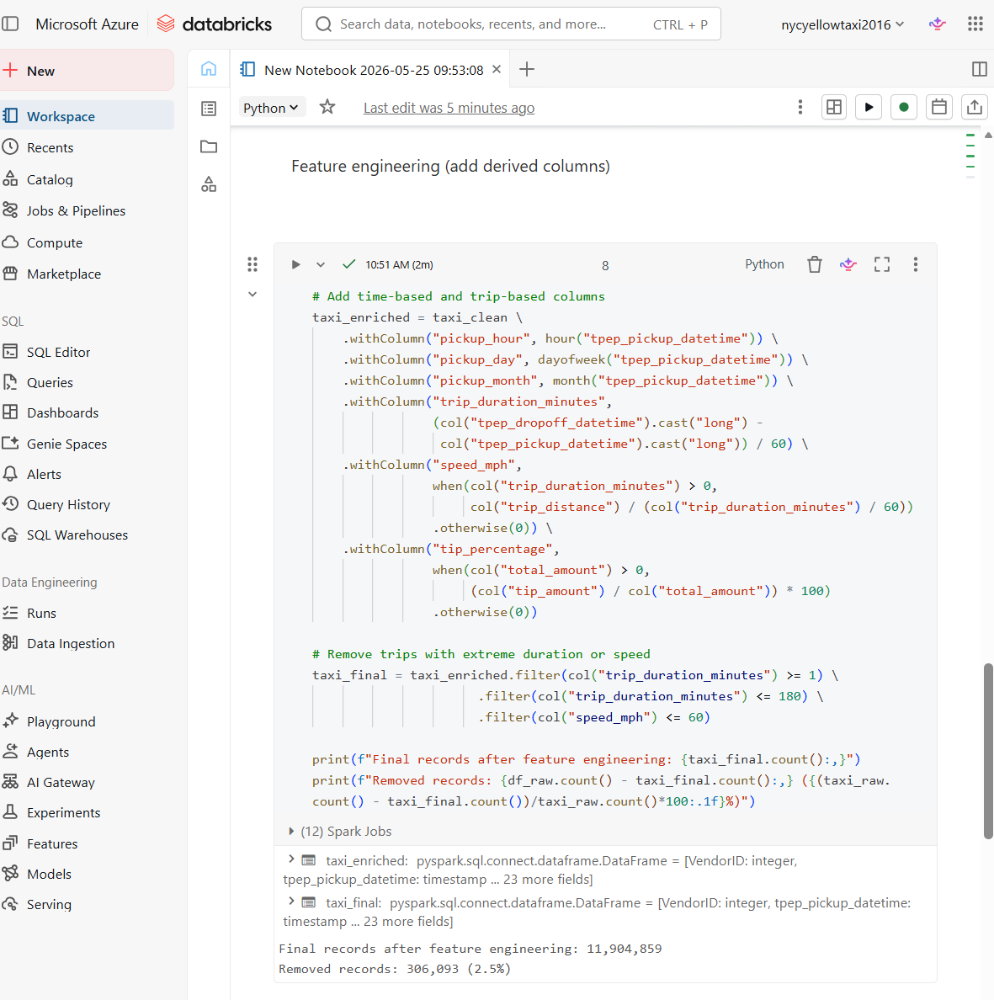 Microsoft Azure
databricks
Search data, notebooks, recents, and more...
CTRL + P
nycyellowtaxi2016
New
Workspace
Recents
Catalog
Jobs & Pipelines
Compute
Marketplace
SQL
SQL Editor
Queries
Dashboards
Genie Spaces
Alerts
Query History
SQL Warehouses
Data Engineering
Runs
Data Ingestion
AI/ML
Playground
Agents
AI Gateway
Experiments
Features
Models
Serving
New Notebook 2026-05-25 09:53:08
Python
Last edit was 5 minutes ago
Feature engineering (add derived columns)
10:51 AM (2m)
8
Python
# Add time-based and trip-based columns
taxi_enriched = taxi_clean \
.withColumn("pickup_hour", hour("tpep_pickup_datetime")) \
.withColumn("pickup_day", dayofweek("tpep_pickup_datetime")) \
.withColumn("pickup_month", month("tpep_pickup_datetime")) \
.withColumn("trip_duration_minutes",
(col("tpep_dropoff_datetime").cast("long") -
col("tpep_pickup_datetime").cast("long")) / 60) \
.withColumn("speed_mph",
when(col("trip_duration_minutes") > 0,
col("trip_distance") / (col("trip_duration_minutes") / 60))
.otherwise(0)) \
.withColumn("tip_percentage",
when(col("total_amount") > 0,
(col("tip_amount") / col("total_amount")) * 100)
.otherwise(0))
# Remove trips with extreme duration or speed
taxi_final = taxi_enriched.filter(col("trip_duration_minutes") >= 1) \
.filter(col("trip_duration_minutes") <= 180) \
.filter(col("speed_mph") <= 60)
print(f"Final records after feature engineering: {taxi_final.count():,}")
print(f"Removed records: {df_raw.count() - taxi_final.count():,} ({(taxi_raw.
count() - taxi_final.count())/taxi_raw.count()*100:.1f}%)")
(12) Spark Jobs
taxi_enriched: pyspark.sql.connect.dataframe.DataFrame = [VendorID: integer,
tpep_pickup_datetime: timestamp ... 23 more fields]
taxi_final: pyspark.sql.connect.dataframe.DataFrame = [VendorID: integer, tpep_pickup_datetime:
timestamp ... 23 more fields]
Final records after feature engineering: 11,904,859
Removed records: 306,093 (2.5%)